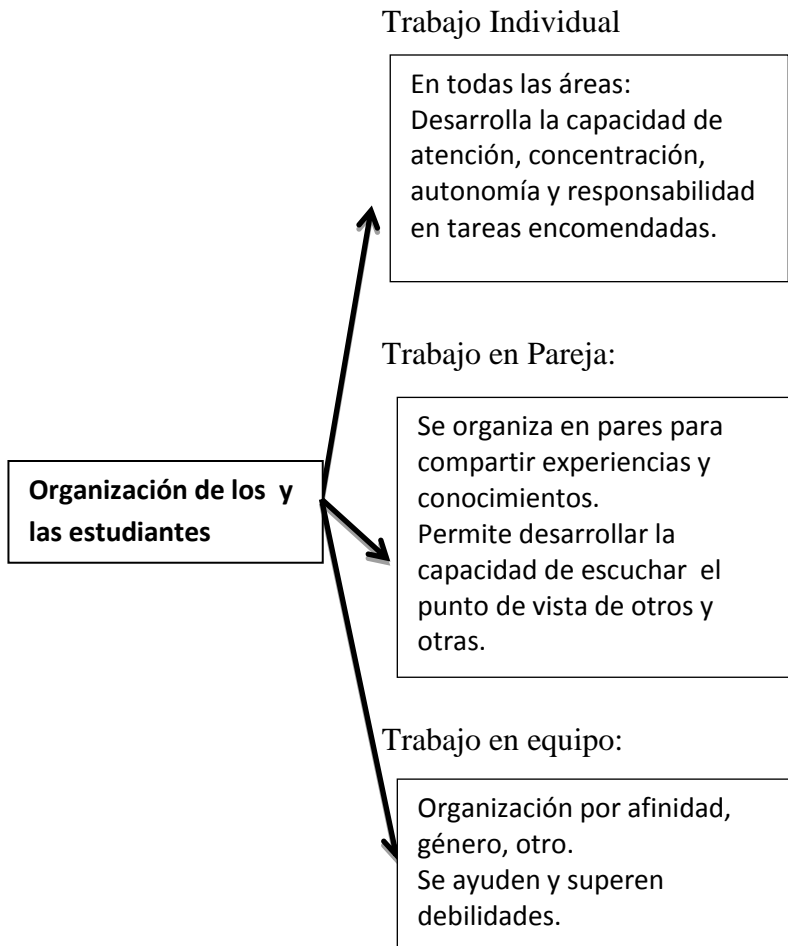 Trabajo Individual
En todas las áreas:
Desarrolla la capacidad de
atención, concentración,
autonomía y responsabilidad
en tareas encomendadas.
Trabajo en Pareja:
Se organiza en pares para
compartir experiencias y
conocimientos.
Permite desarrollar la
capacidad de escuchar  el
punto de vista de otros y
otras.
Organización de los  y
las estudiantes
Trabajo en equipo:
Organización por afinidad,
género, otro.
Se ayuden y superen
debilidades.